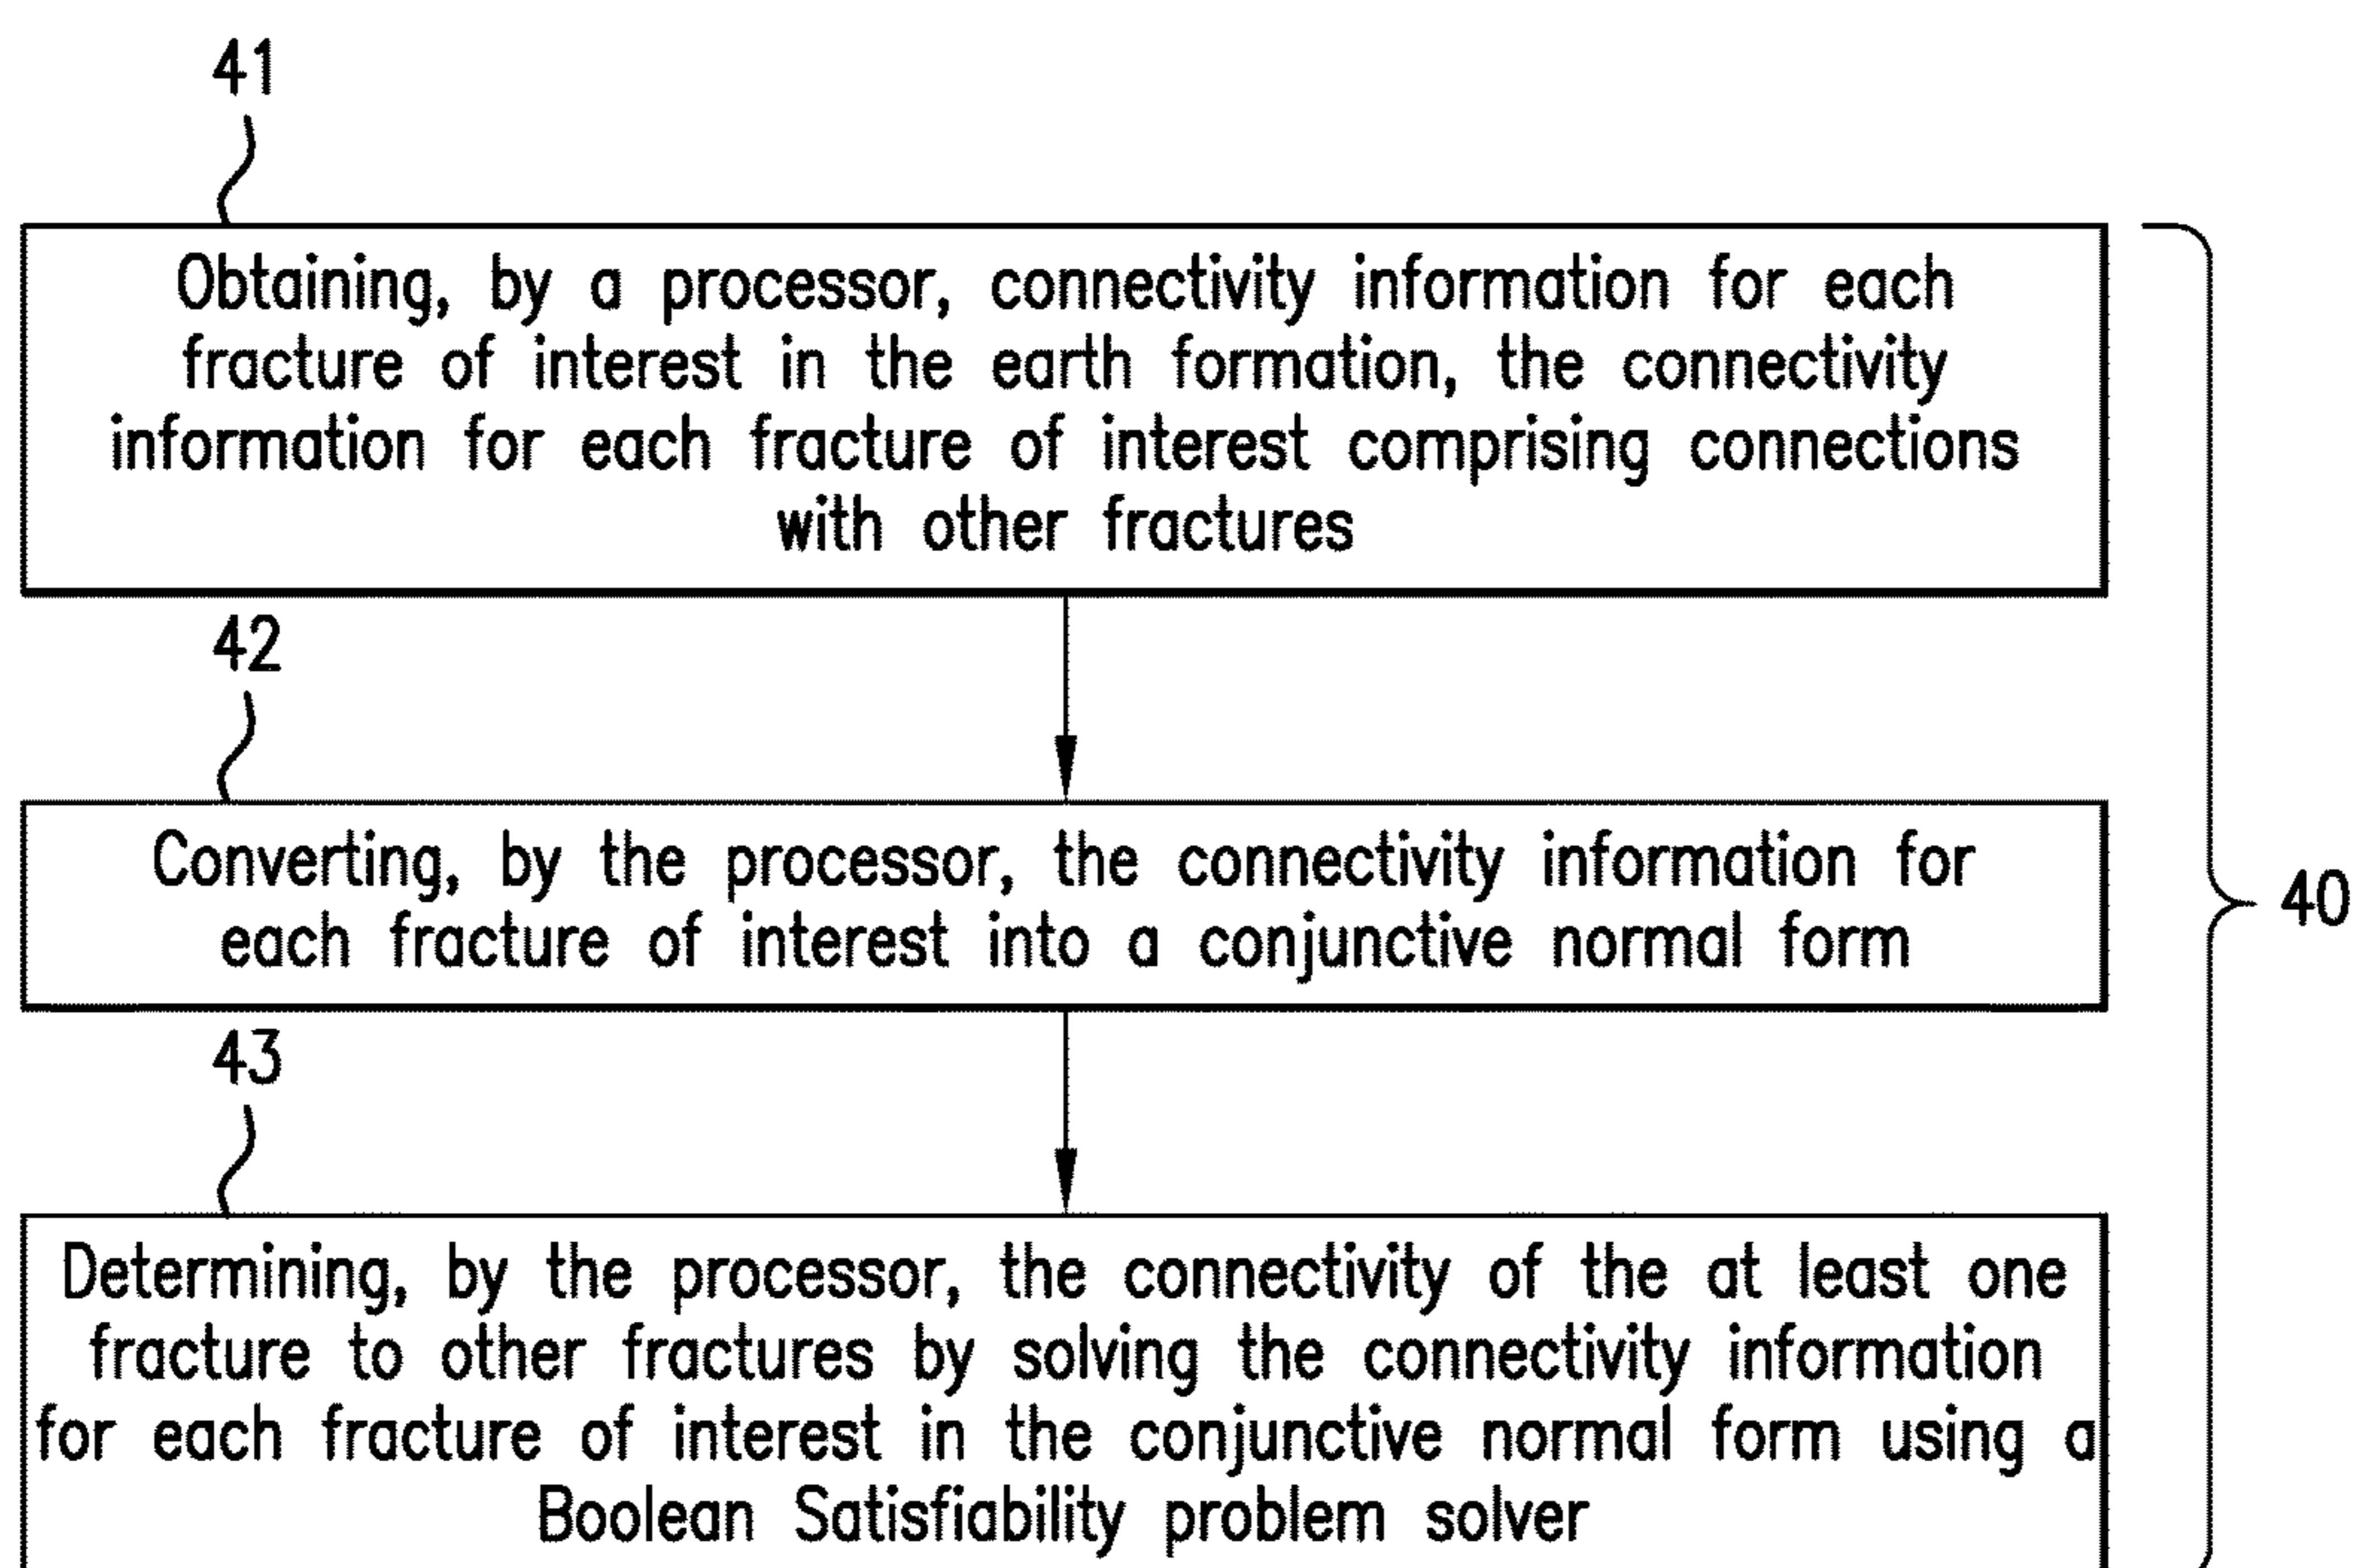 41
Obtaining, by a processor, connectivity information for each
fracture of interest in the earth formation, the connectivity
information for each fracture of interest comprising connections
with other fractures
42
Converting, by the processor, the connectivity information for
each fracture of interest into a conjunctive normal form
40
43
Determining, by the processor, the connectivity of the at least one
fracture to other fractures by solving the connectivity information
for each fracture of interest in the conjunctive normal form using a
Boolean Satisfiability problem solver